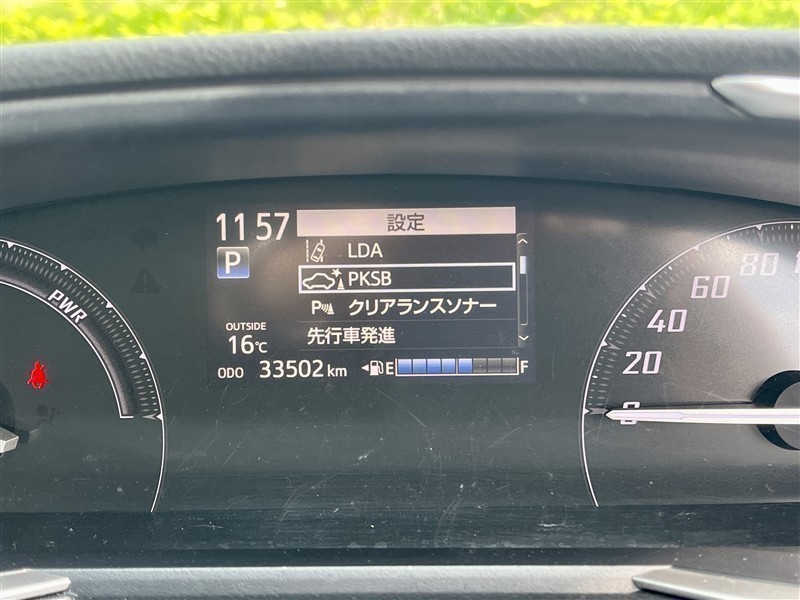 11 57
設定
LDA
P
PKSB
P クリアランスソナー
先行車発進
OUTSIDE
16℃
ODO 33502 km
E F
PWR
0
20
40
60
80